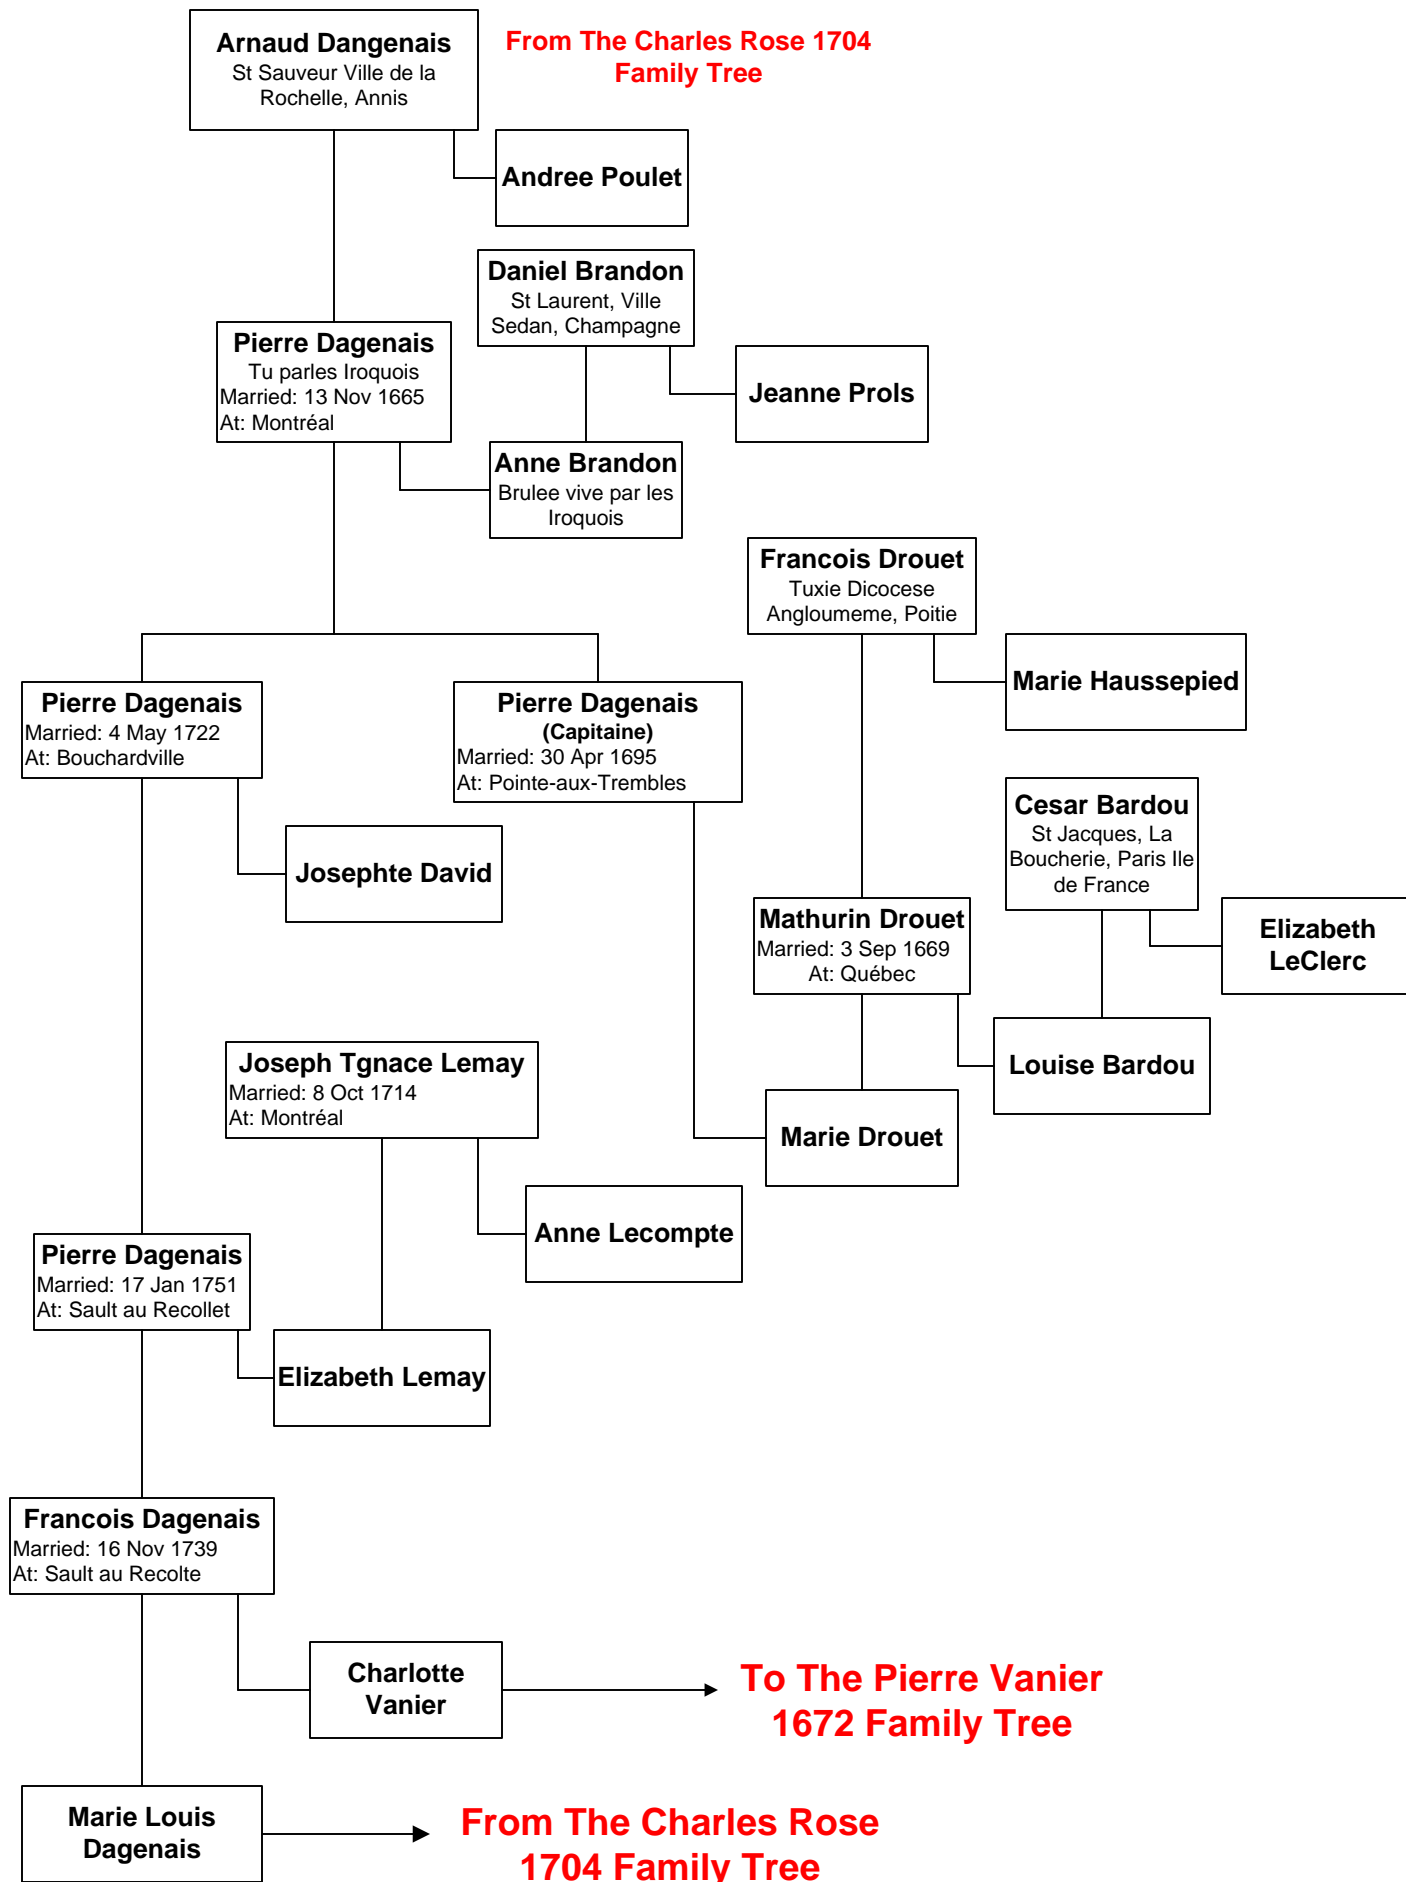 Arnaud Dangenais
St Sauveur Ville de la
Rochelle, Annis
From The Charles Rose 1704
Family Tree
Andree Poulet
Daniel Brandon
St Laurent, Ville
Sedan, Champagne
Pierre Dagenais
Tu parles Iroquois
Married: 13 Nov 1665
At: Montréal
Jeanne Prols
Anne Brandon
Brulee vive par les
Iroquois
Francois Drouet
Tuxie Dicocese
Angloumeme, Poitie
Marie Haussepied
Pierre Dagenais
Married: 4 May 1722
At: Bouchardville
Pierre Dagenais
(Capitaine)
Married: 30 Apr 1695
At: Pointe-aux-Trembles
Cesar Bardou
St Jacques, La
Boucherie, Paris Ile
de France
Josephte David
Mathurin Drouet
Married: 3 Sep 1669
At: Québec
Elizabeth
LeClerc
Joseph Tgnace Lemay
Married: 8 Oct 1714
At: Montréal
Louise Bardou
Marie Drouet
Anne Lecompte
Pierre Dagenais
Married: 17 Jan 1751
At: Sault au Recollet
Elizabeth Lemay
Francois Dagenais
Married: 16 Nov 1739
At: Sault au Recolte
Charlotte
Vanier
To The Pierre Vanier
1672 Family Tree
Marie Louis
Dagenais
From The Charles Rose
1704 Family Tree